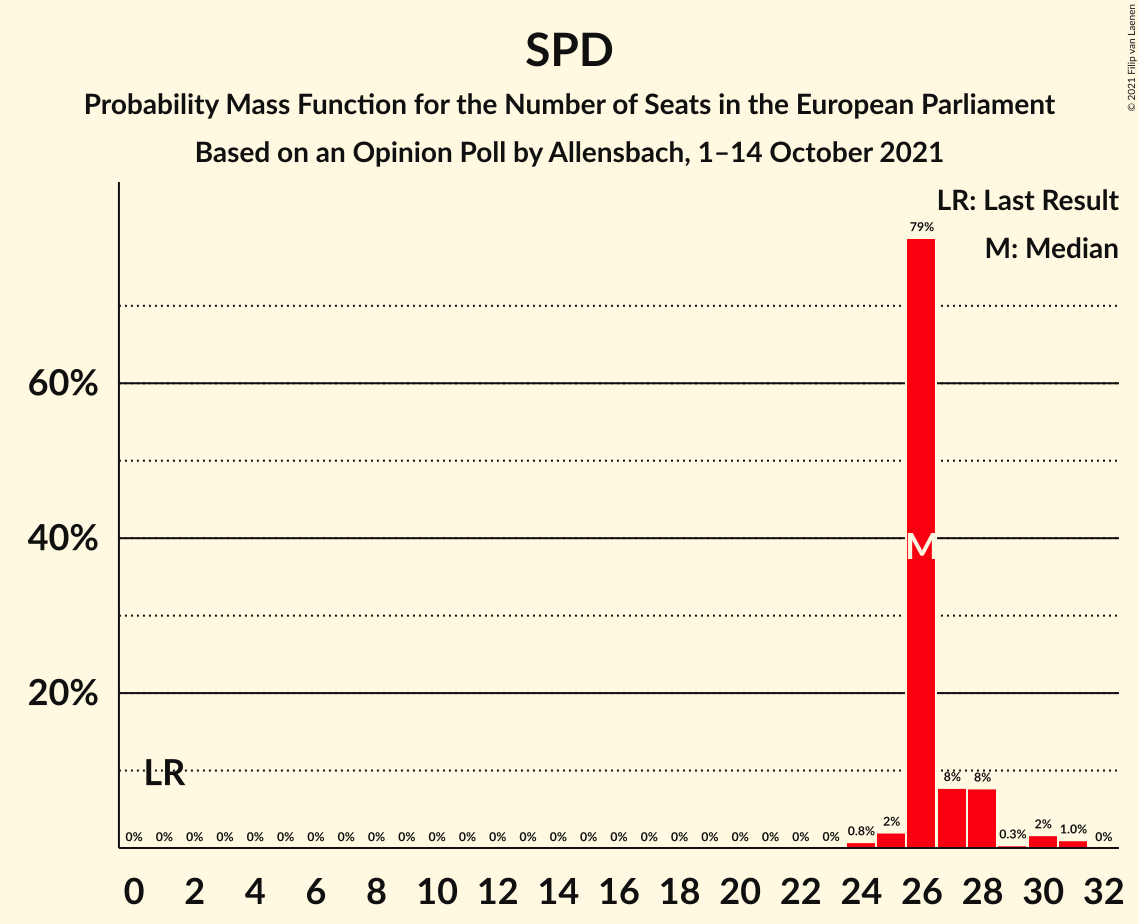 SPD
Probability Mass Function for the Number of Seats in the European Parliament
Based on an Opinion Poll by Allensbach, 1–14 October 2021
© 2021 Filip van Laenen
LR: Last Result
M: Median
79%
60%
40%
M
20%
LR
0% 0% 0% 0% 0% 0% 0% 0% 0% 0% 0% 0% 0% 0% 0% 0% 0% 0% 0% 0% 0% 0% 0% 0% 0.8% 2% 8% 8% 0.3% 2% 1.0% 0%
0 2 4 6 8 10 12 14 16 18 20 22 24 26 28 30 32